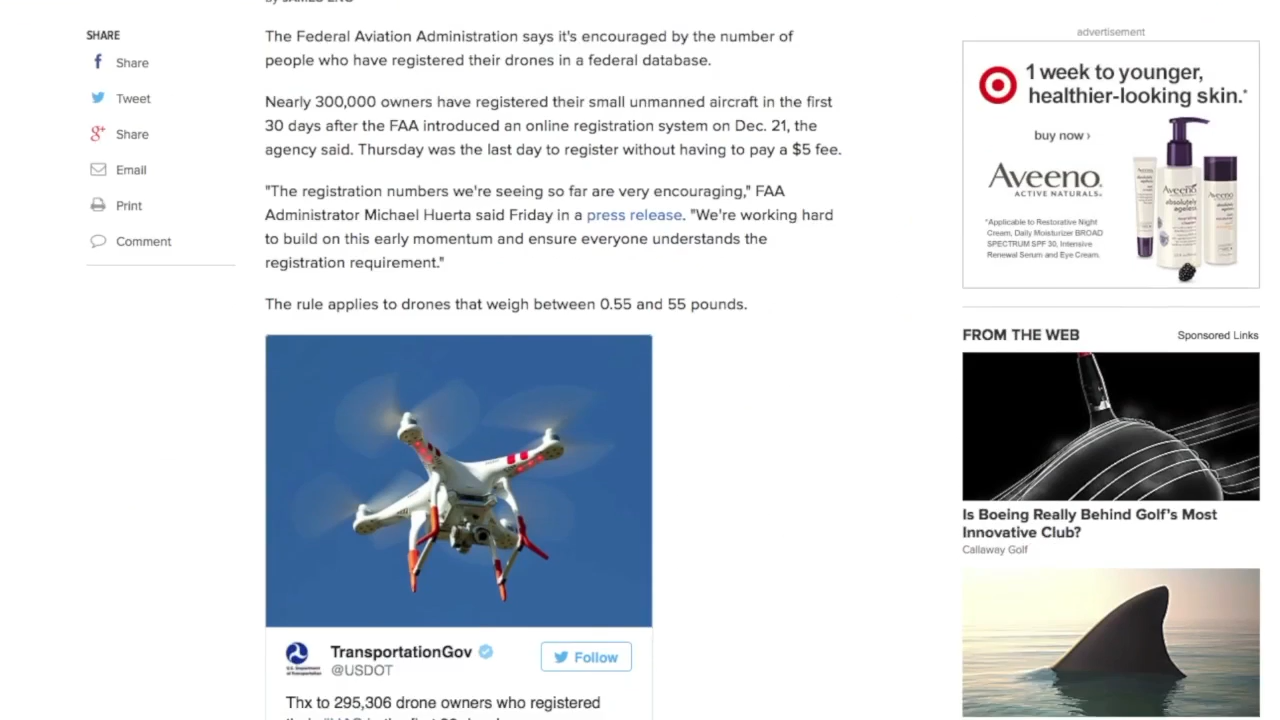 SHARE
Share
Tweet
Share
Email
Print
Comment
The Federal Aviation Administration says it's encouraged by the number of
people who have registered their drones in a federal database.
Nearly 300,000 owners have registered their small unmanned aircraft in the first
30 days after the FAA introduced an online registration system on Dec. 21, the
agency said. Thursday was the last day to register without having to pay a $5 fee.
"The registration numbers we're seeing so far are very encouraging," FAA
Administrator Michael Huerta said Friday in a press release. "We're working hard
to build on this early momentum and ensure everyone understands the
registration requirement."
The rule applies to drones that weigh between 0.55 and 55 pounds.
TransportationGov
@USDOT
Follow
Thx to 295,306 drone owners who registered
advertisement
1 week to younger,
healthier-looking skin.*
buy now ›
Aveeno.
ACTIVE NATURALS®
*Applicable to Restorative Night
Cream, Daily Moisturizer BROAD
SPECTRUM SPF 30, Intensive
Renewal Serum and Eye Cream.
Aveeno
absolutely
ageless
FROM THE WEB
Sponsored Links
Is Boeing Really Behind Golf's Most
Innovative Club?
Callaway Golf